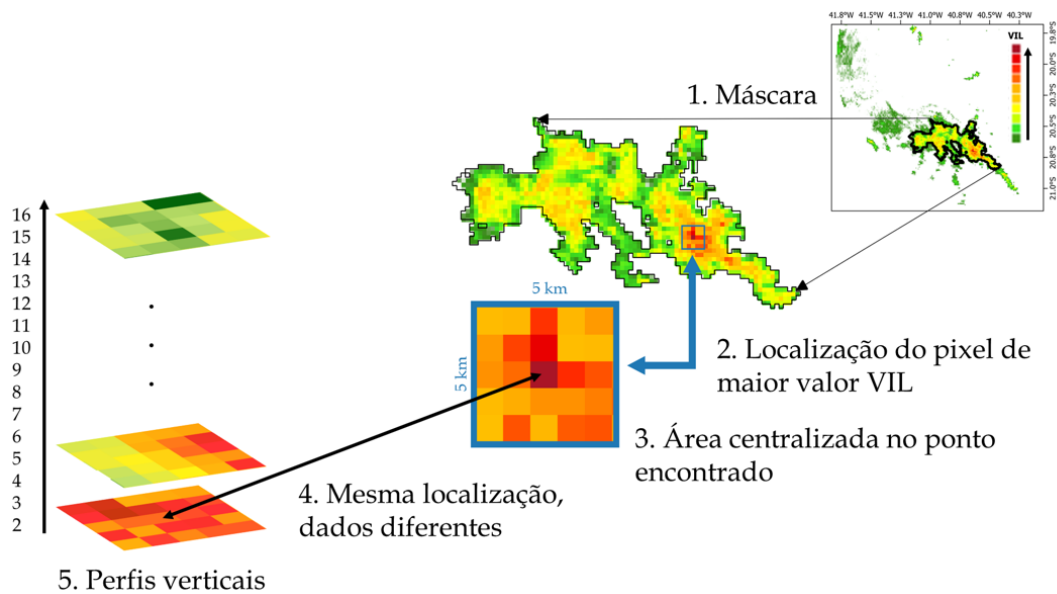 41.8°W 41.5°W 41.0°W 40.8°W 40.5°W 40.3°W
VIL
19.8°S
20.0°S
20.3°S
20.5°S
20.8°S
21.0°S
1. Máscara
5 km
5 km
2. Localização do pixel de
maior valor VIL
3. Área centralizada no ponto
encontrado
4. Mesma localização,
dados diferentes
16
15
14
13
12
11
10
9
8
7
6
5
4
3
2
5. Perfis verticais